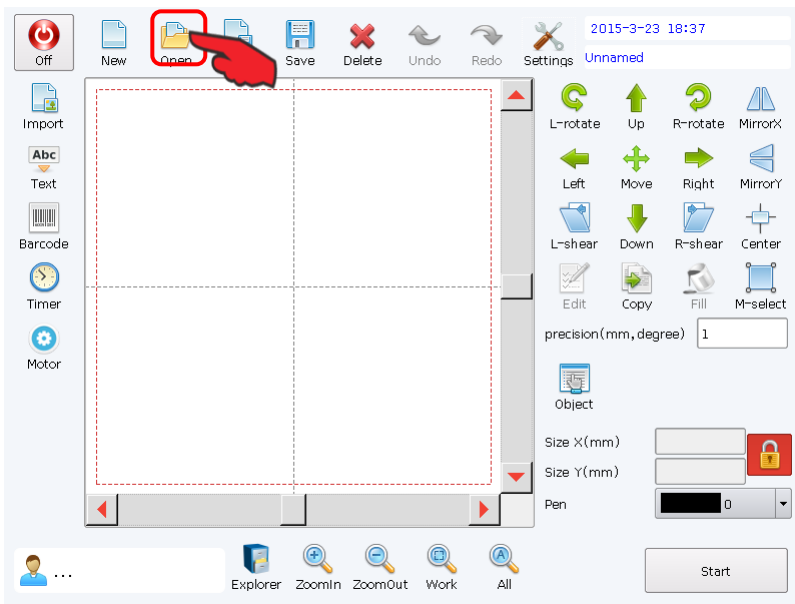 2015-3-23 18:37
Off New Open Save Delete Undo Redo Settings Unnamed
Import L-rotate Up R-rotate MirrorX
Abc
Text Left Move Right MirrorY
Barcode L-shear Down R-shear Center
Timer Edit Copy Fill M-select
precision(mm,degree) 1
Motor
Object
Size X(mm)
Size Y(mm)
Pen 0
...
Explorer ZoomIn ZoomOut Work A All
Start